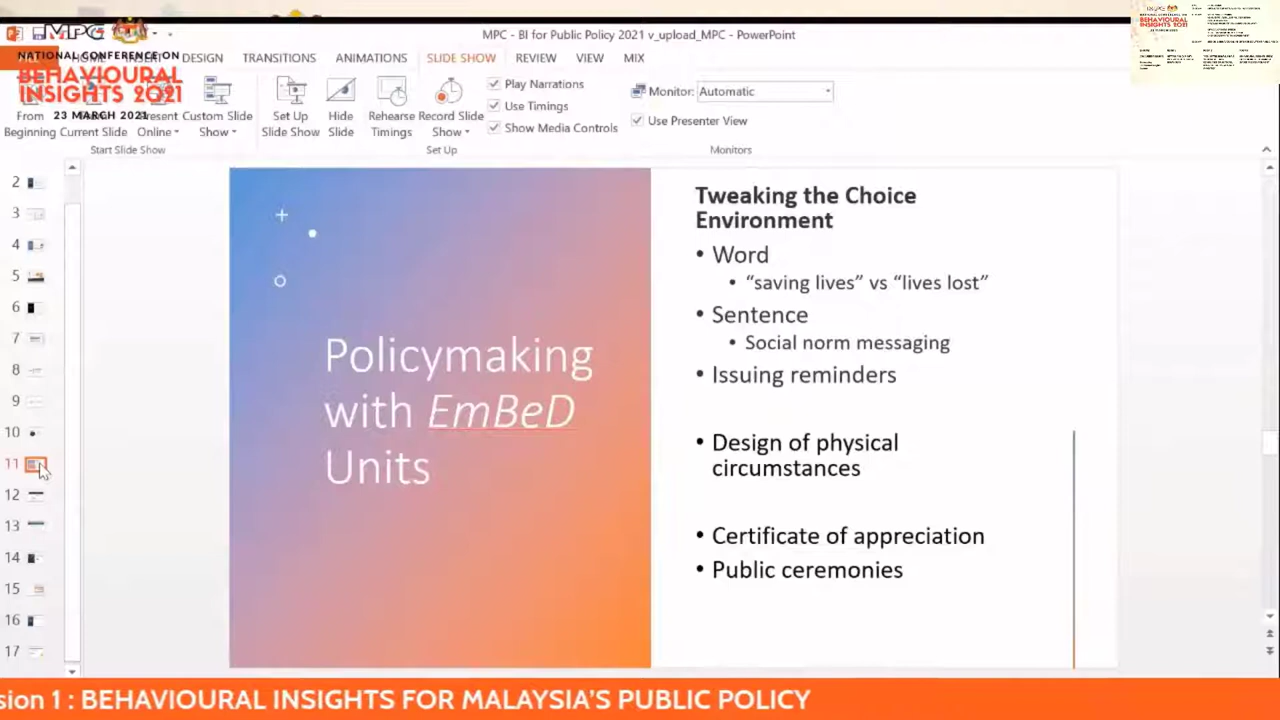 MPC
MPC - BI for Public Policy 2021 v_upload_MPC - PowerPoint
NATIONAL CONFERENCE ON
BEHAVIOURAL
INSIGHTS 2021
23 MARCH 2021
DESIGN TRANSITIONS ANIMATIONS SLIDE SHOW REVIEW VIEW MIX
From Beginning
Current Slide
Present Online
Custom Slide Show
Start Slide Show
Set Up Slide Show
Hide Slide
Rehearse Timings
Record Slide Show
Play Narrations
Use Timings
Show Media Controls
Set Up
Monitor: Automatic
Use Presenter View
Monitors
2
3
4
5
6
7
8
9
10
11
12
13
14
15
16
17
Policymaking
with EmBeD
Units
Tweaking the Choice
Environment
• Word
• “saving lives” vs “lives lost”
• Sentence
• Social norm messaging
• Issuing reminders
• Design of physical
circumstances
• Certificate of appreciation
• Public ceremonies
BEHAVIOURAL
INSIGHTS 2021
sion 1 : BEHAVIOURAL INSIGHTS FOR MALAYSIA’S PUBLIC POLICY